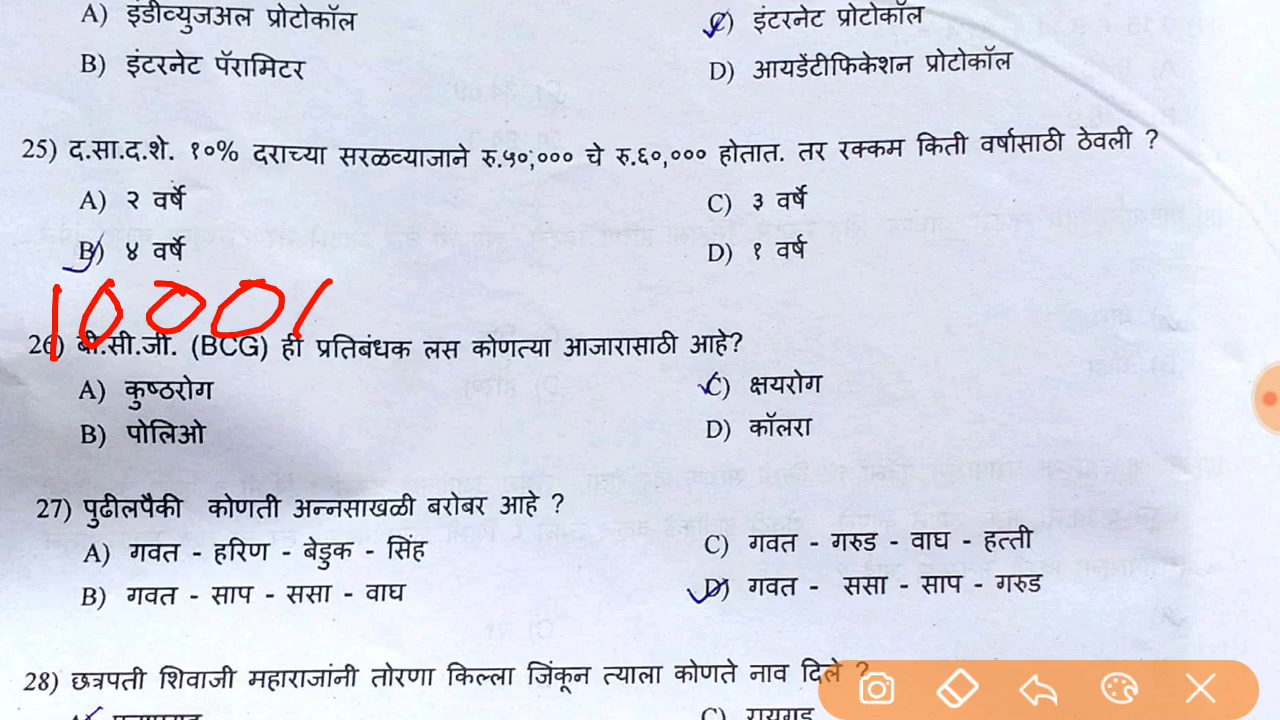 A) इंडीव्युजअल प्रोटोकॉल
C) इंटरनेट प्रोटोकॉल
B) इंटरनेट पॅरामिटर
D) आयडेंटीफिकेशन प्रोटोकॉल
25) द.सा.द.शे. १०% दराच्या सरळव्याजाने रु.५०,००० चे रु.६०,००० होतात. तर रक्कम किती वर्षासाठी ठेवली ?
A) २ वर्षे
C) ३ वर्षे
B) ४ वर्षे
D) १ वर्ष
1000/
26) बी.सी.जी. (BCG) ही प्रतिबंधक लस कोणत्या आजारासाठी आहे?
A) कुष्ठरोग
C) क्षयरोग
B) पोलिओ
D) कॉलरा
27) पुढीलपैकी कोणती अन्नसाखळी बरोबर आहे ?
A) गवत - हरिण - बेडुक - सिंह
C) गवत - गरुड - वाघ - हत्ती
B) गवत - साप - ससा - वाघ
D) गवत - ससा - साप - गरुड
28) छत्रपती शिवाजी महाराजांनी तोरणा किल्ला जिंकून त्याला कोणते नाव दिले ?
C) रायगड